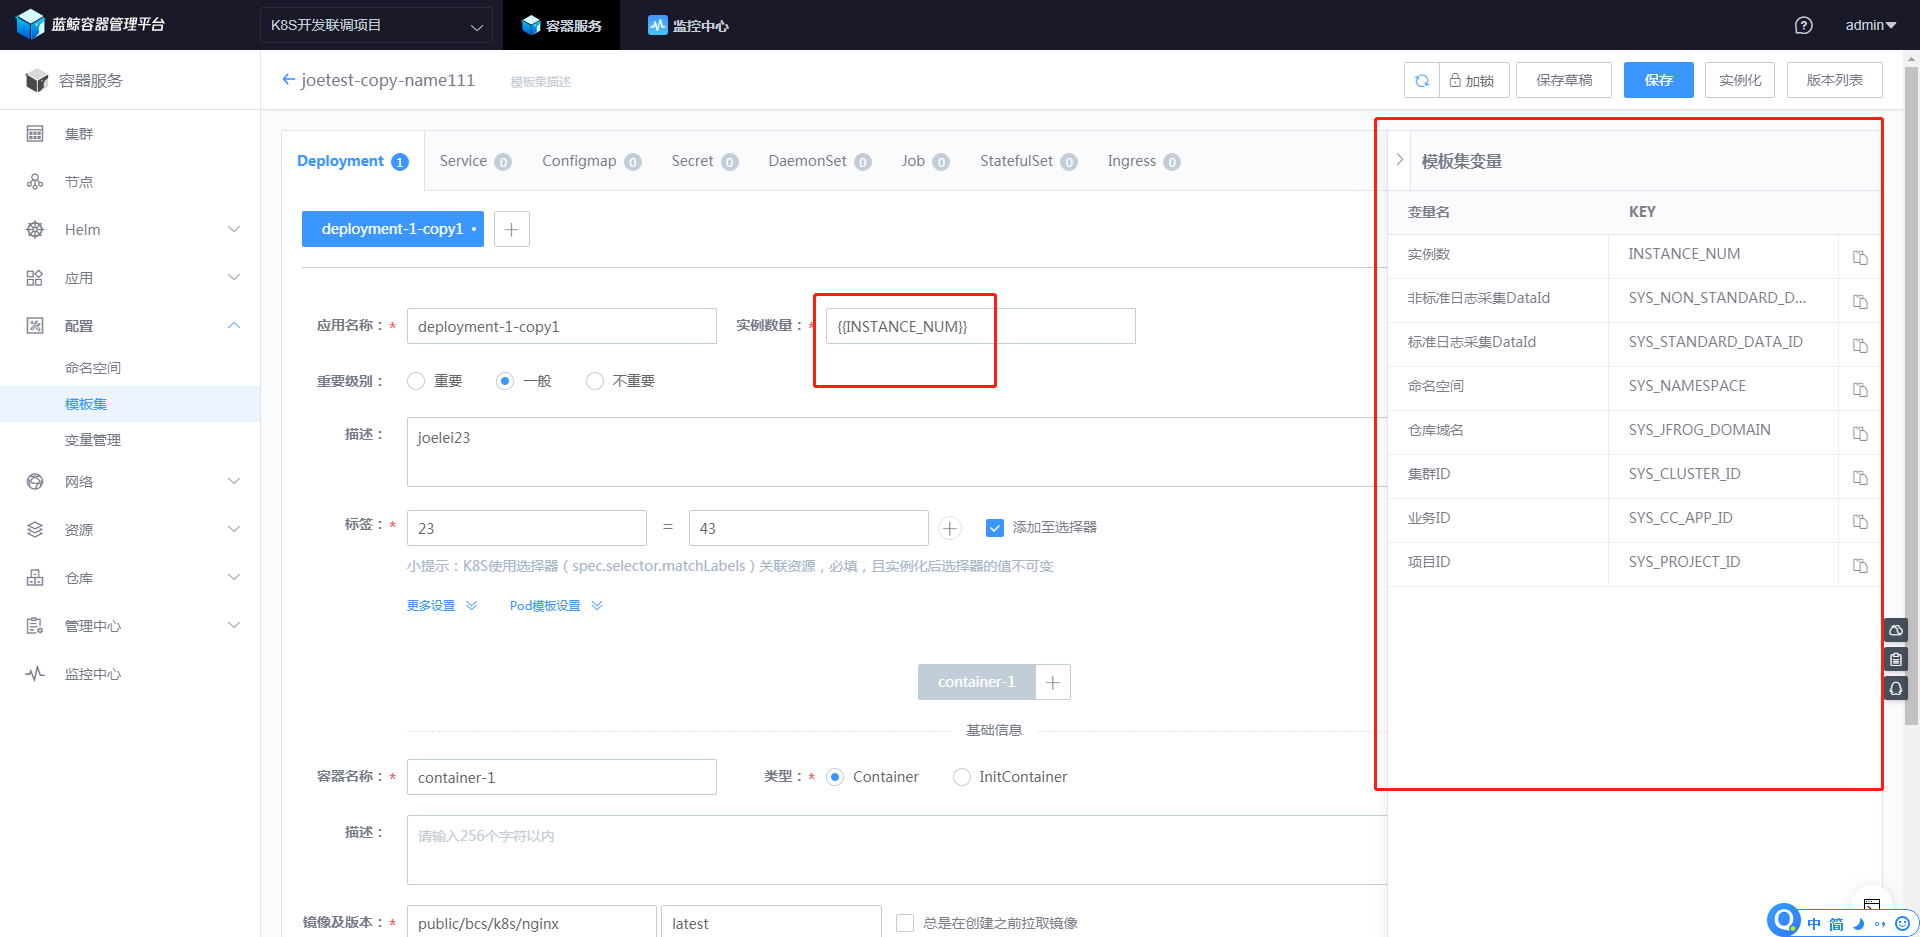 蓝鲸容器管理平台
K8S开发联调项目
容器服务
监控中心
admin
容器服务
joetest-copy-name111
模板集描述
加锁
保存草稿
保存
实例化
版本列表
集群
节点
Helm
应用
配置
命名空间
模板集
变量管理
网络
资源
仓库
管理中心
监控中心
Deployment 1
Service 0
Configmap 0
Secret 0
DaemonSet 0
Job 0
StatefulSet 0
Ingress 0
deployment-1-copy1
应用名称：*
deployment-1-copy1
实例数量：*
{{INSTANCE_NUM}}
重要级别：
重要
一般
不重要
描述：
joelei23
标签：*
23
=
43
添加至选择器
小提示：K8S使用选择器（spec.selector.matchLabels）关联资源，必填，且实例化后选择器的值不可变
更多设置
Pod模板设置
container-1
基础信息
容器名称：*
container-1
类型：*
Container
InitContainer
描述：
请输入256个字符以内
镜像及版本：*
public/bcs/k8s/nginx
latest
总是在创建之前拉取镜像
模板集变量
变量名 KEY
实例数 INSTANCE_NUM
非标准日志采集DataId SYS_NON_STANDARD_D...
标准日志采集DataId SYS_STANDARD_DATA_ID
命名空间 SYS_NAMESPACE
仓库域名 SYS_JFROG_DOMAIN
集群ID SYS_CLUSTER_ID
业务ID SYS_CC_APP_ID
项目ID SYS_PROJECT_ID
中 简